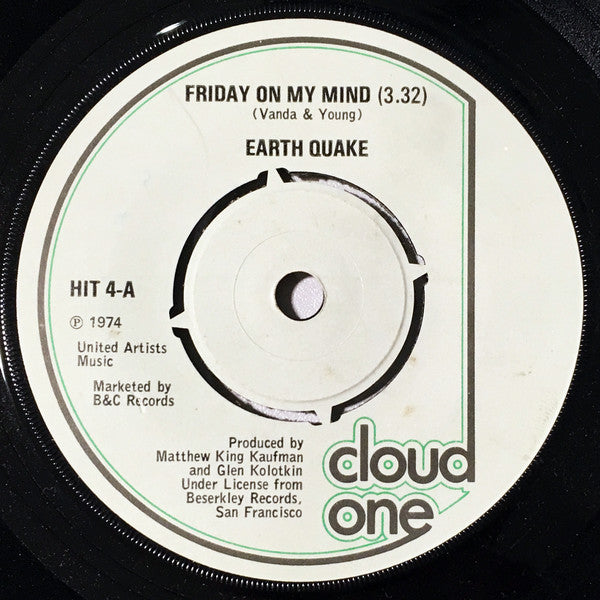 FRIDAY ON MY MIND (3.32)
(Vanda & Young)
EARTH QUAKE
HIT 4-A
℗ 1974
United Artists
Music
Marketed by
B&C Records
Produced by
Matthew King Kaufman
and Glen Kolotkin
Under License from
Beserkley Records,
San Francisco
cloud
one